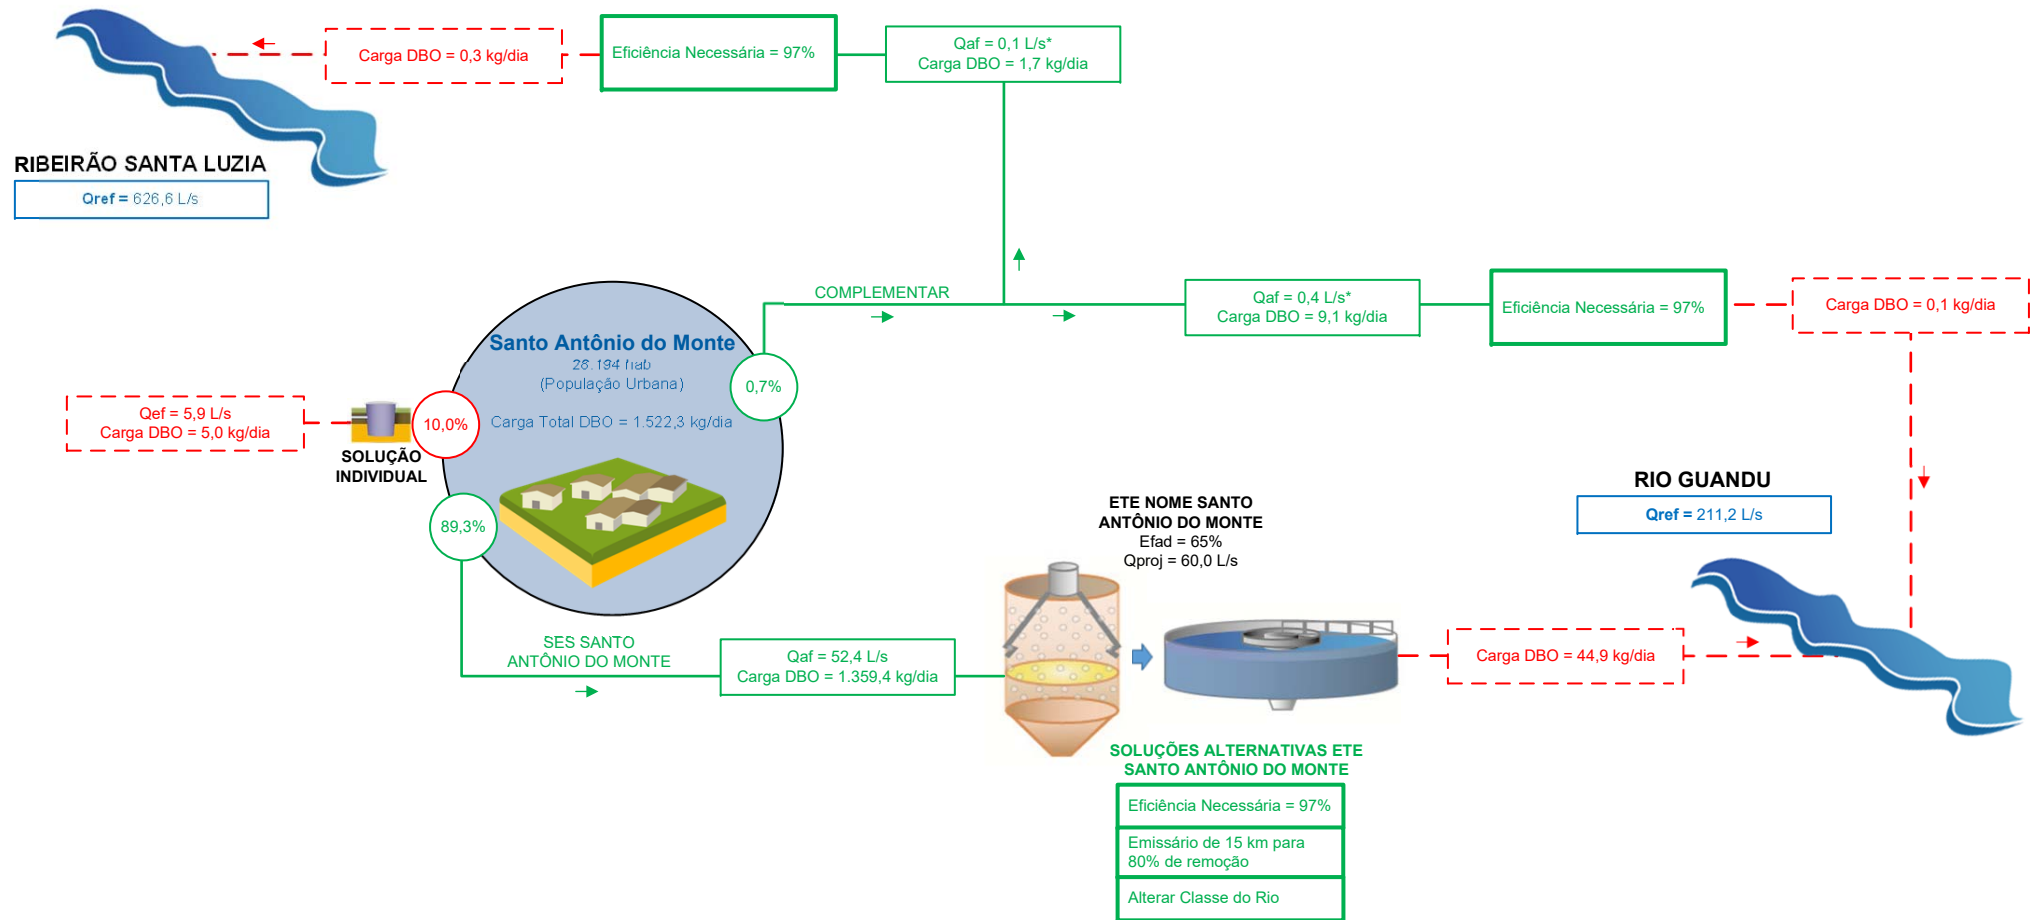 Carga DBO = 0,3 kg/dia
Eficiência Necessária = 97%
Qaf = 0,1 L/s*
Carga DBO = 1,7 kg/dia
RIBEIRÃO SANTA LUZIA
Qref = 626,6 L/s
COMPLEMENTAR
Qaf = 0,4 L/s*
Carga DBO = 9,1 kg/dia
Eficiência Necessária = 97%
Carga DBO = 0,1 kg/dia
Santo Antônio do Monte
28.194 hab
(População Urbana)
Carga Total DBO = 1.522,3 kg/dia
0,7%
Qef = 5,9 L/s
Carga DBO = 5,0 kg/dia
10,0%
SOLUÇÃO
INDIVIDUAL
89,3%
RIO GUANDU
Qref = 211,2 L/s
ETE NOME SANTO
ANTÔNIO DO MONTE
Efad = 65%
Qproj = 60,0 L/s
SES SANTO
ANTÔNIO DO MONTE
Qaf = 52,4 L/s
Carga DBO = 1.359,4 kg/dia
Carga DBO = 44,9 kg/dia
SOLUÇÕES ALTERNATIVAS ETE
SANTO ANTÔNIO DO MONTE
Eficiência Necessária = 97%
Emissário de 15 km para
80% de remoção
Alterar Classe do Rio